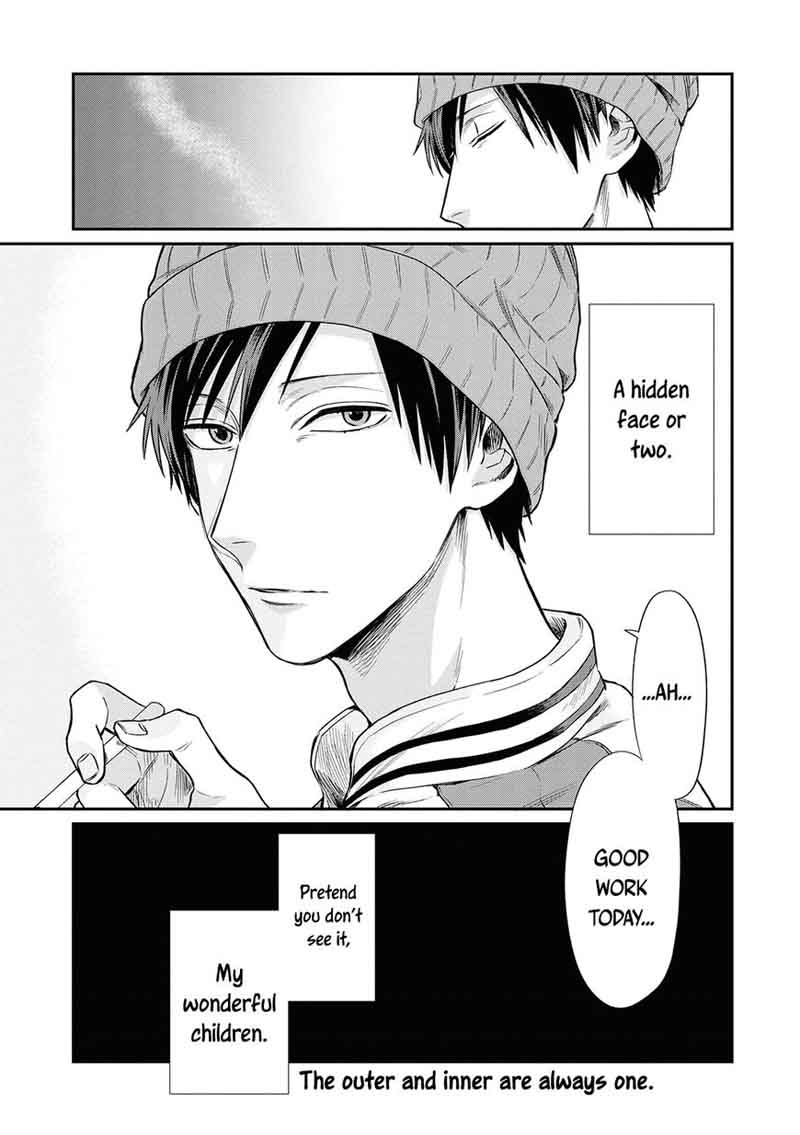 A hidden
face or
two.
...AH...
GOOD
WORK
TODAY...
Pretend
you don't
see it,
My
wonderful
children.
The outer and inner are always one.